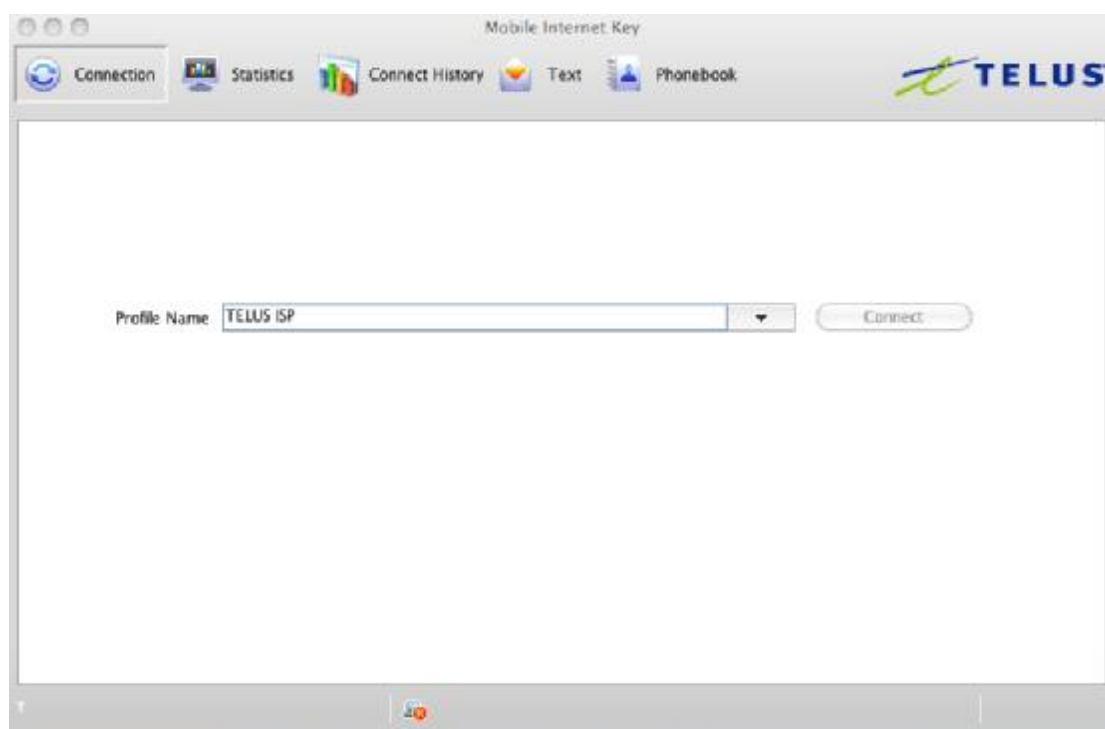 Mobile Internet Key
Connection Statistics Connect History Text Phonebook TELUS
Profile Name TELUS ISP Connect